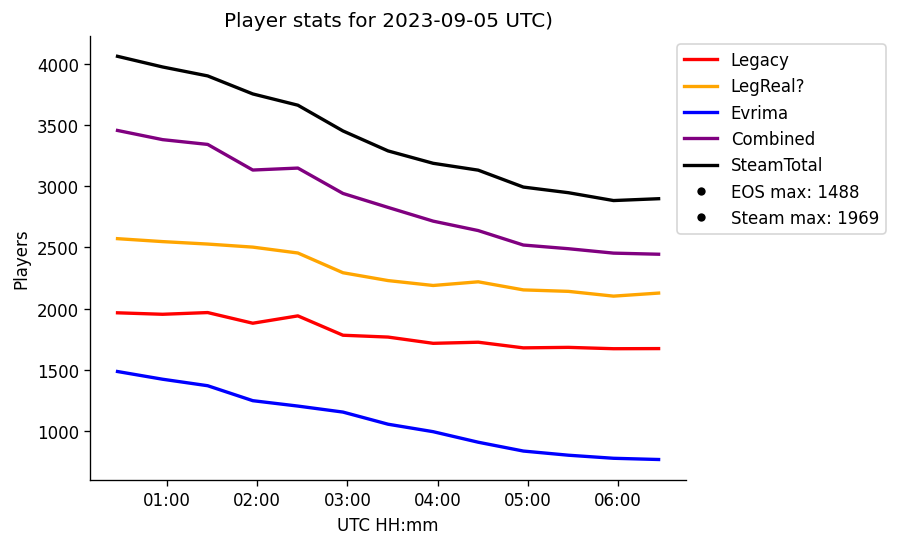 Player stats for 2023-09-05 UTC)
Legacy
LegReal?
Evrima
Combined
SteamTotal
EOS max: 1488
Steam max: 1969
Players
4000
3500
3000
2500
2000
1500
1000
01:00 02:00 03:00 04:00 05:00 06:00
UTC HH:mm